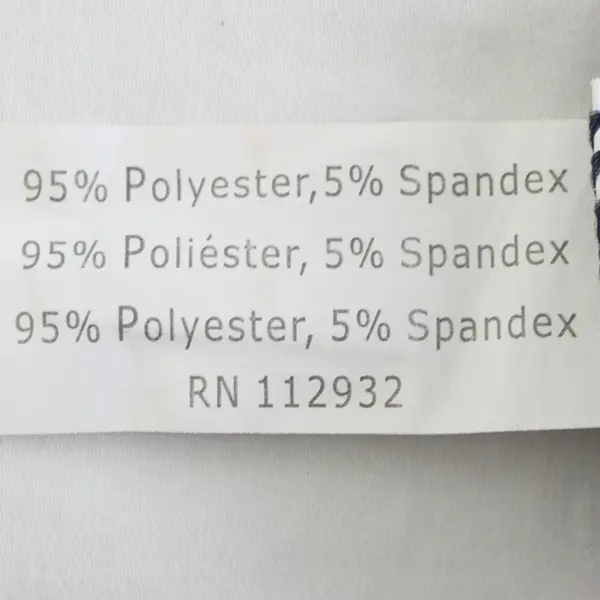 95% Polyester,5% Spandex
95% Poliéster, 5% Spandex
95% Polyester, 5% Spandex
RN 112932